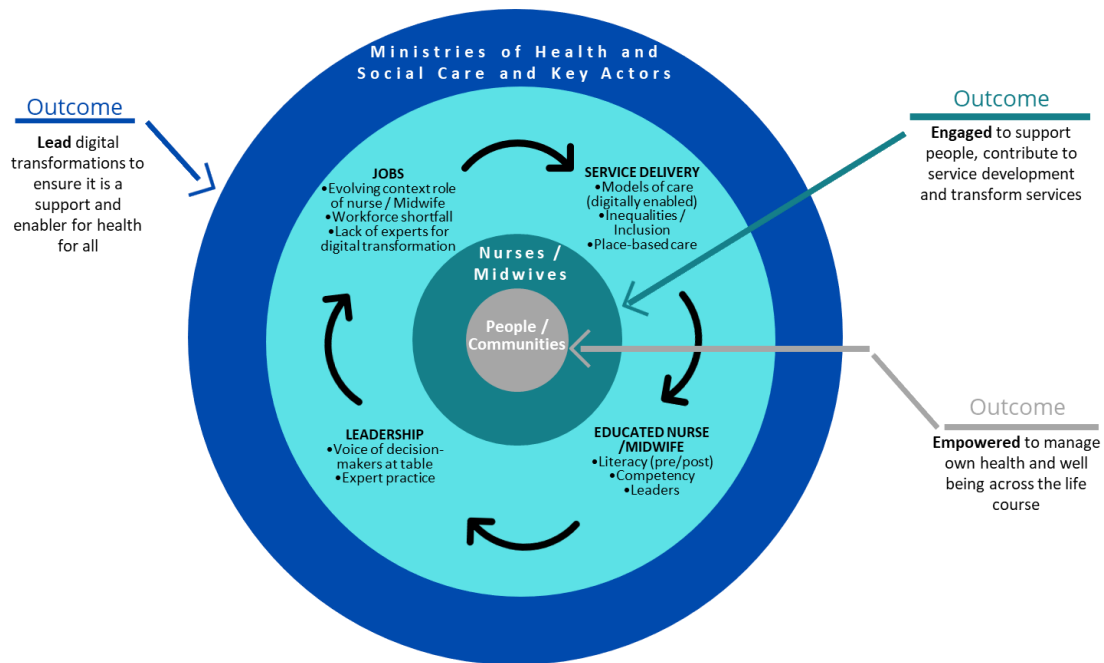 Ministries of Health and
Social Care and Key Actors
Outcome
Lead digital
transformations to
ensure it is a
support and
enabler for health
for all
Outcome
Engaged to support
people, contribute to
service development
and transform services
JOBS
•Evolving context role
of nurse / Midwife
•Workforce shortfall
•Lack of experts for
digital transformation
SERVICE DELIVERY
•Models of care
(digitally enabled)
•Inequalities /
Inclusion
•Place-based care
Nurses /
Midwives
People /
Communities
LEADERSHIP
•Voice of decision-
makers at table
•Expert practice
EDUCATED NURSE
/MIDWIFE
•Literacy (pre/post)
•Competency
•Leaders
Outcome
Empowered to manage
own health and well
being across the life
course